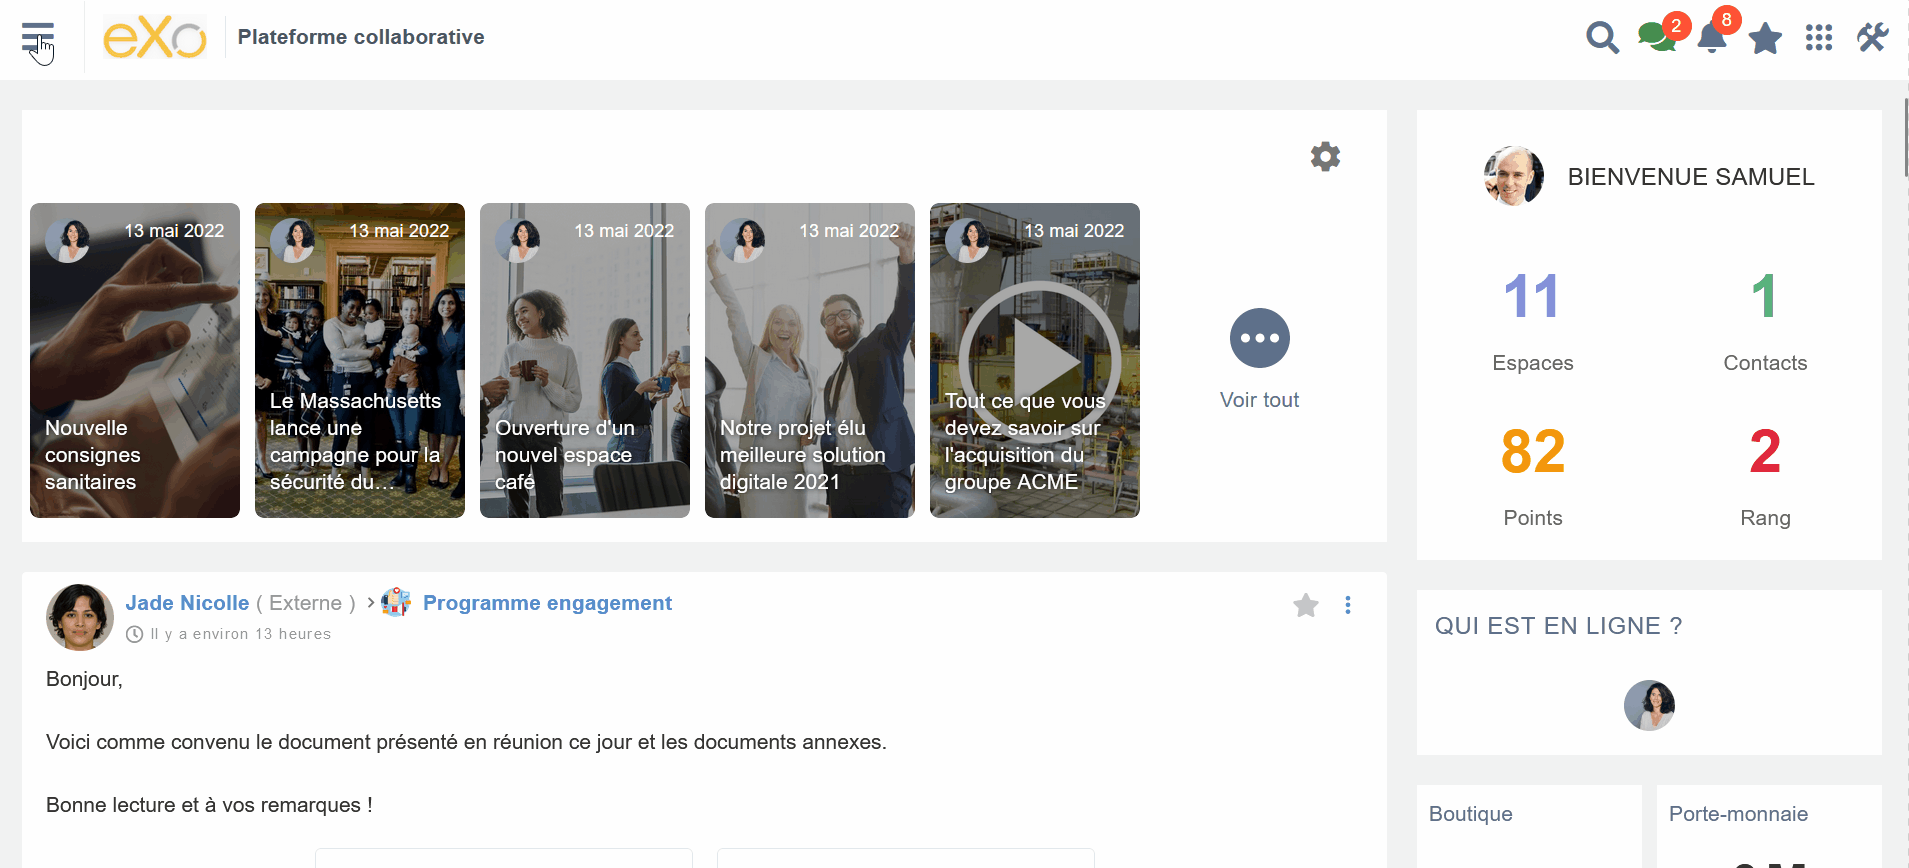 eXo
Plateforme collaborative
2
8
13 mai 2022
Nouvelle
consignes
sanitaires
13 mai 2022
Le Massachusetts
lance une
campagne pour la
sécurité du…
13 mai 2022
Ouverture d'un
nouvel espace
café
13 mai 2022
Notre projet élu
meilleure solution
digitale 2021
13 mai 2022
Tout ce que vous
devez savoir sur
l'acquisition du
groupe ACME
Voir tout
BIENVENUE SAMUEL
11
Espaces
1
Contacts
82
Points
2
Rang
Jade Nicolle ( Externe ) > Programme engagement
Il y a environ 13 heures
Bonjour,
Voici comme convenu le document présenté en réunion ce jour et les documents annexes.
Bonne lecture et à vos remarques !
QUI EST EN LIGNE ?
Boutique
Porte-monnaie